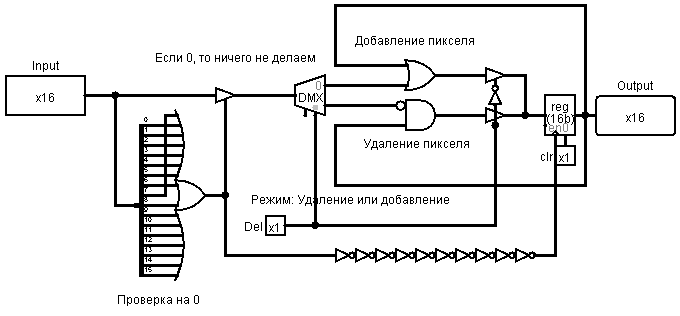 Добавление пикселя
Если 0, то ничего не делаем
Input
x16
0
DMX
reg
(16b)
en0
Output
x16
Удаление пикселя
clr
x1
0
1
2
3
4
5
6
7
8
9
10
11
12
13
14
15
Режим: Удаление или добавление
Del
x1
Проверка на 0